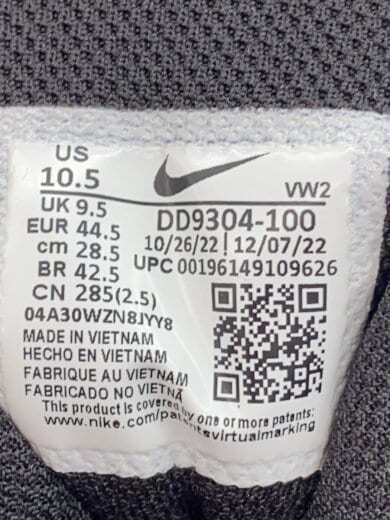 US
10.5
VW2
UK 9.5
DD9304-100
EUR 44.5
10/26/22 | 12/07/22
cm 28.5
UPC 00196149109626
BR 42.5
CN 285(2.5)
04A30WZN8JYY8
MADE IN VIETNAM
HECHO EN VIETNAM
FABRIQUE AU VIETNAM
FABRICADO NO VIETNÃ
This product is covered by one or more patents:
www.nike.com/patentsvirtualmarking